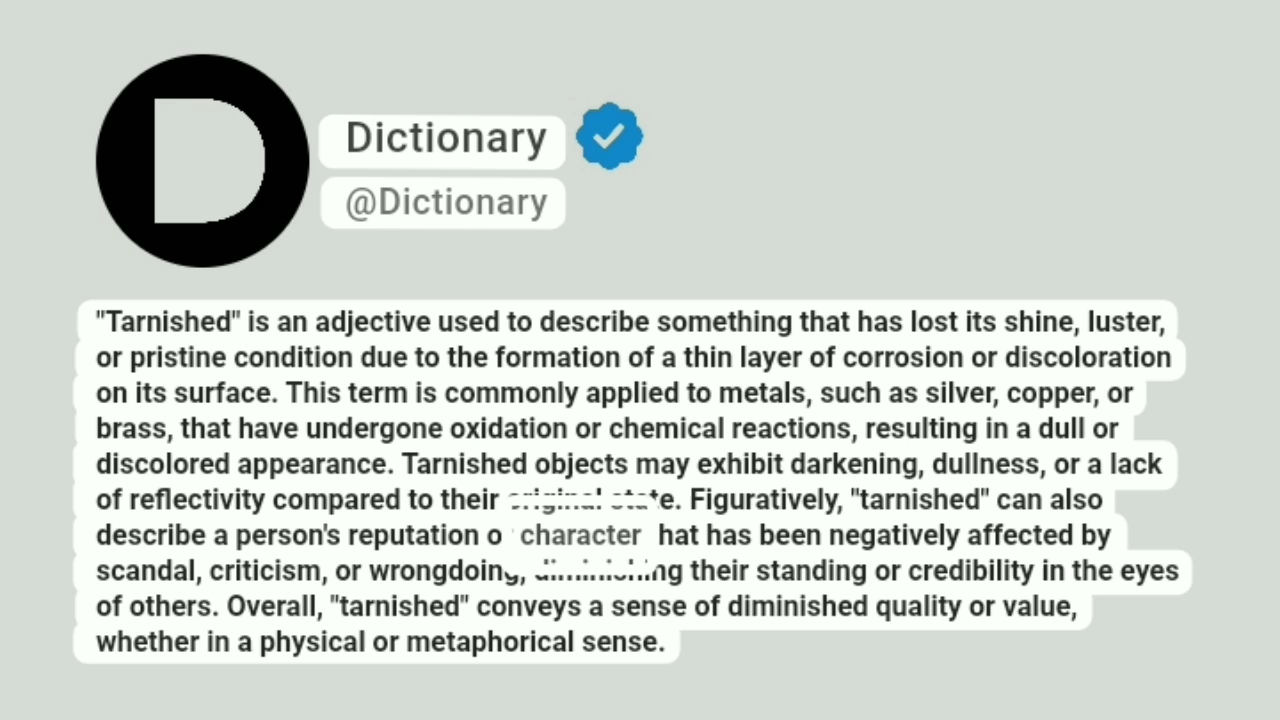 D
Dictionary
@Dictionary
"Tarnished" is an adjective used to describe something that has lost its shine, luster,
or pristine condition due to the formation of a thin layer of corrosion or discoloration
on its surface. This term is commonly applied to metals, such as silver, copper, or
brass, that have undergone oxidation or chemical reactions, resulting in a dull or
discolored appearance. Tarnished objects may exhibit darkening, dullness, or a lack
of reflectivity compared to their original state. Figuratively, "tarnished" can also
describe a person's reputation o character hat has been negatively affected by
scandal, criticism, or wrongdoing, diminishing their standing or credibility in the eyes
of others. Overall, "tarnished" conveys a sense of diminished quality or value,
whether in a physical or metaphorical sense.